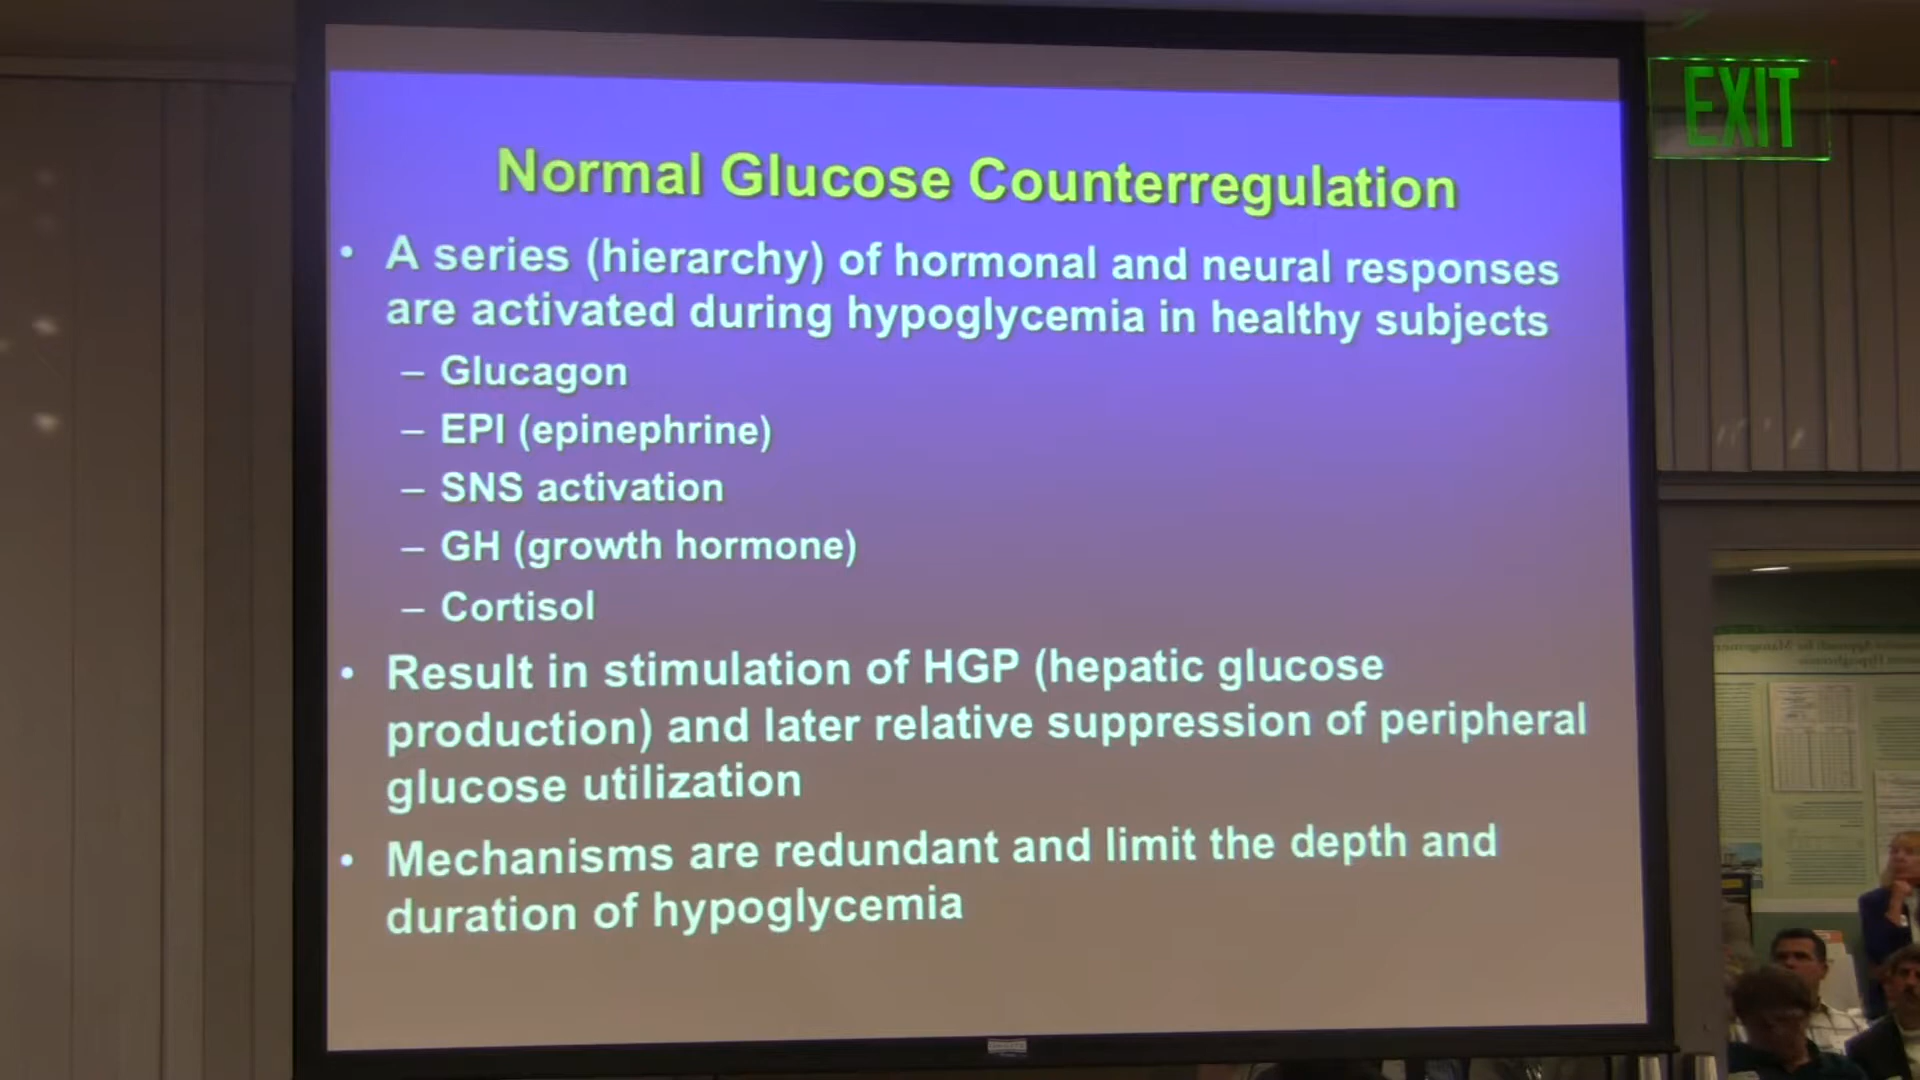 EXIT
Normal Glucose Counterregulation
• A series (hierarchy) of hormonal and neural responses
are activated during hypoglycemia in healthy subjects
– Glucagon
– EPI (epinephrine)
– SNS activation
– GH (growth hormone)
– Cortisol
• Result in stimulation of HGP (hepatic glucose
production) and later relative suppression of peripheral
glucose utilization
• Mechanisms are redundant and limit the depth and
duration of hypoglycemia